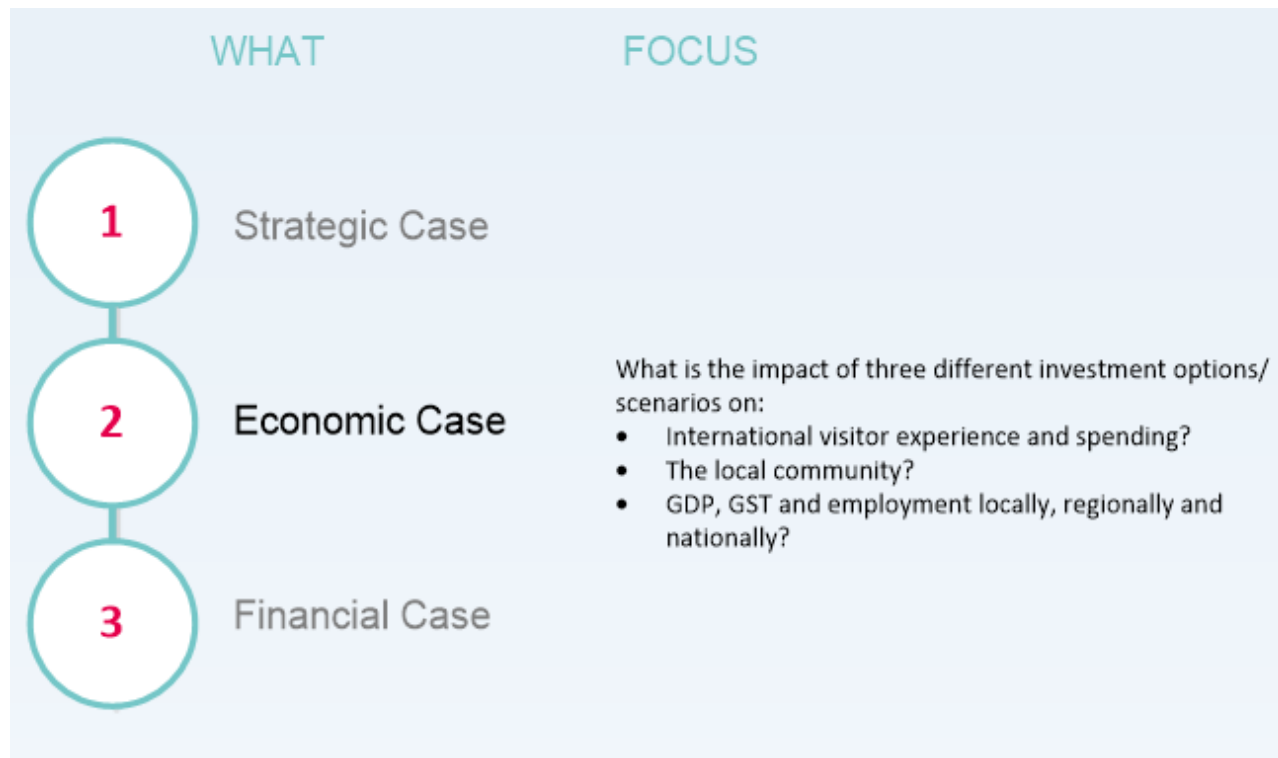 WHAT FOCUS
1 Strategic Case
2 Economic Case
What is the impact of three different investment options/
scenarios on:
• International visitor experience and spending?
• The local community?
• GDP, GST and employment locally, regionally and
nationally?
3 Financial Case